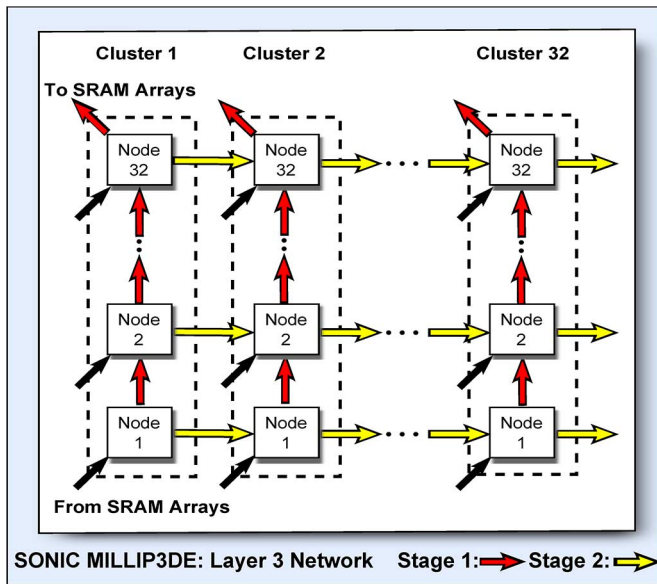 Cluster 1 Cluster 2 Cluster 32
To SRAM Arrays
Node Node Node
32 32 32
Node Node Node
2 2 2
Node Node Node
1 1 1
From SRAM Arrays
SONIC MILLIP3DE: Layer 3 Network Stage 1: Stage 2: